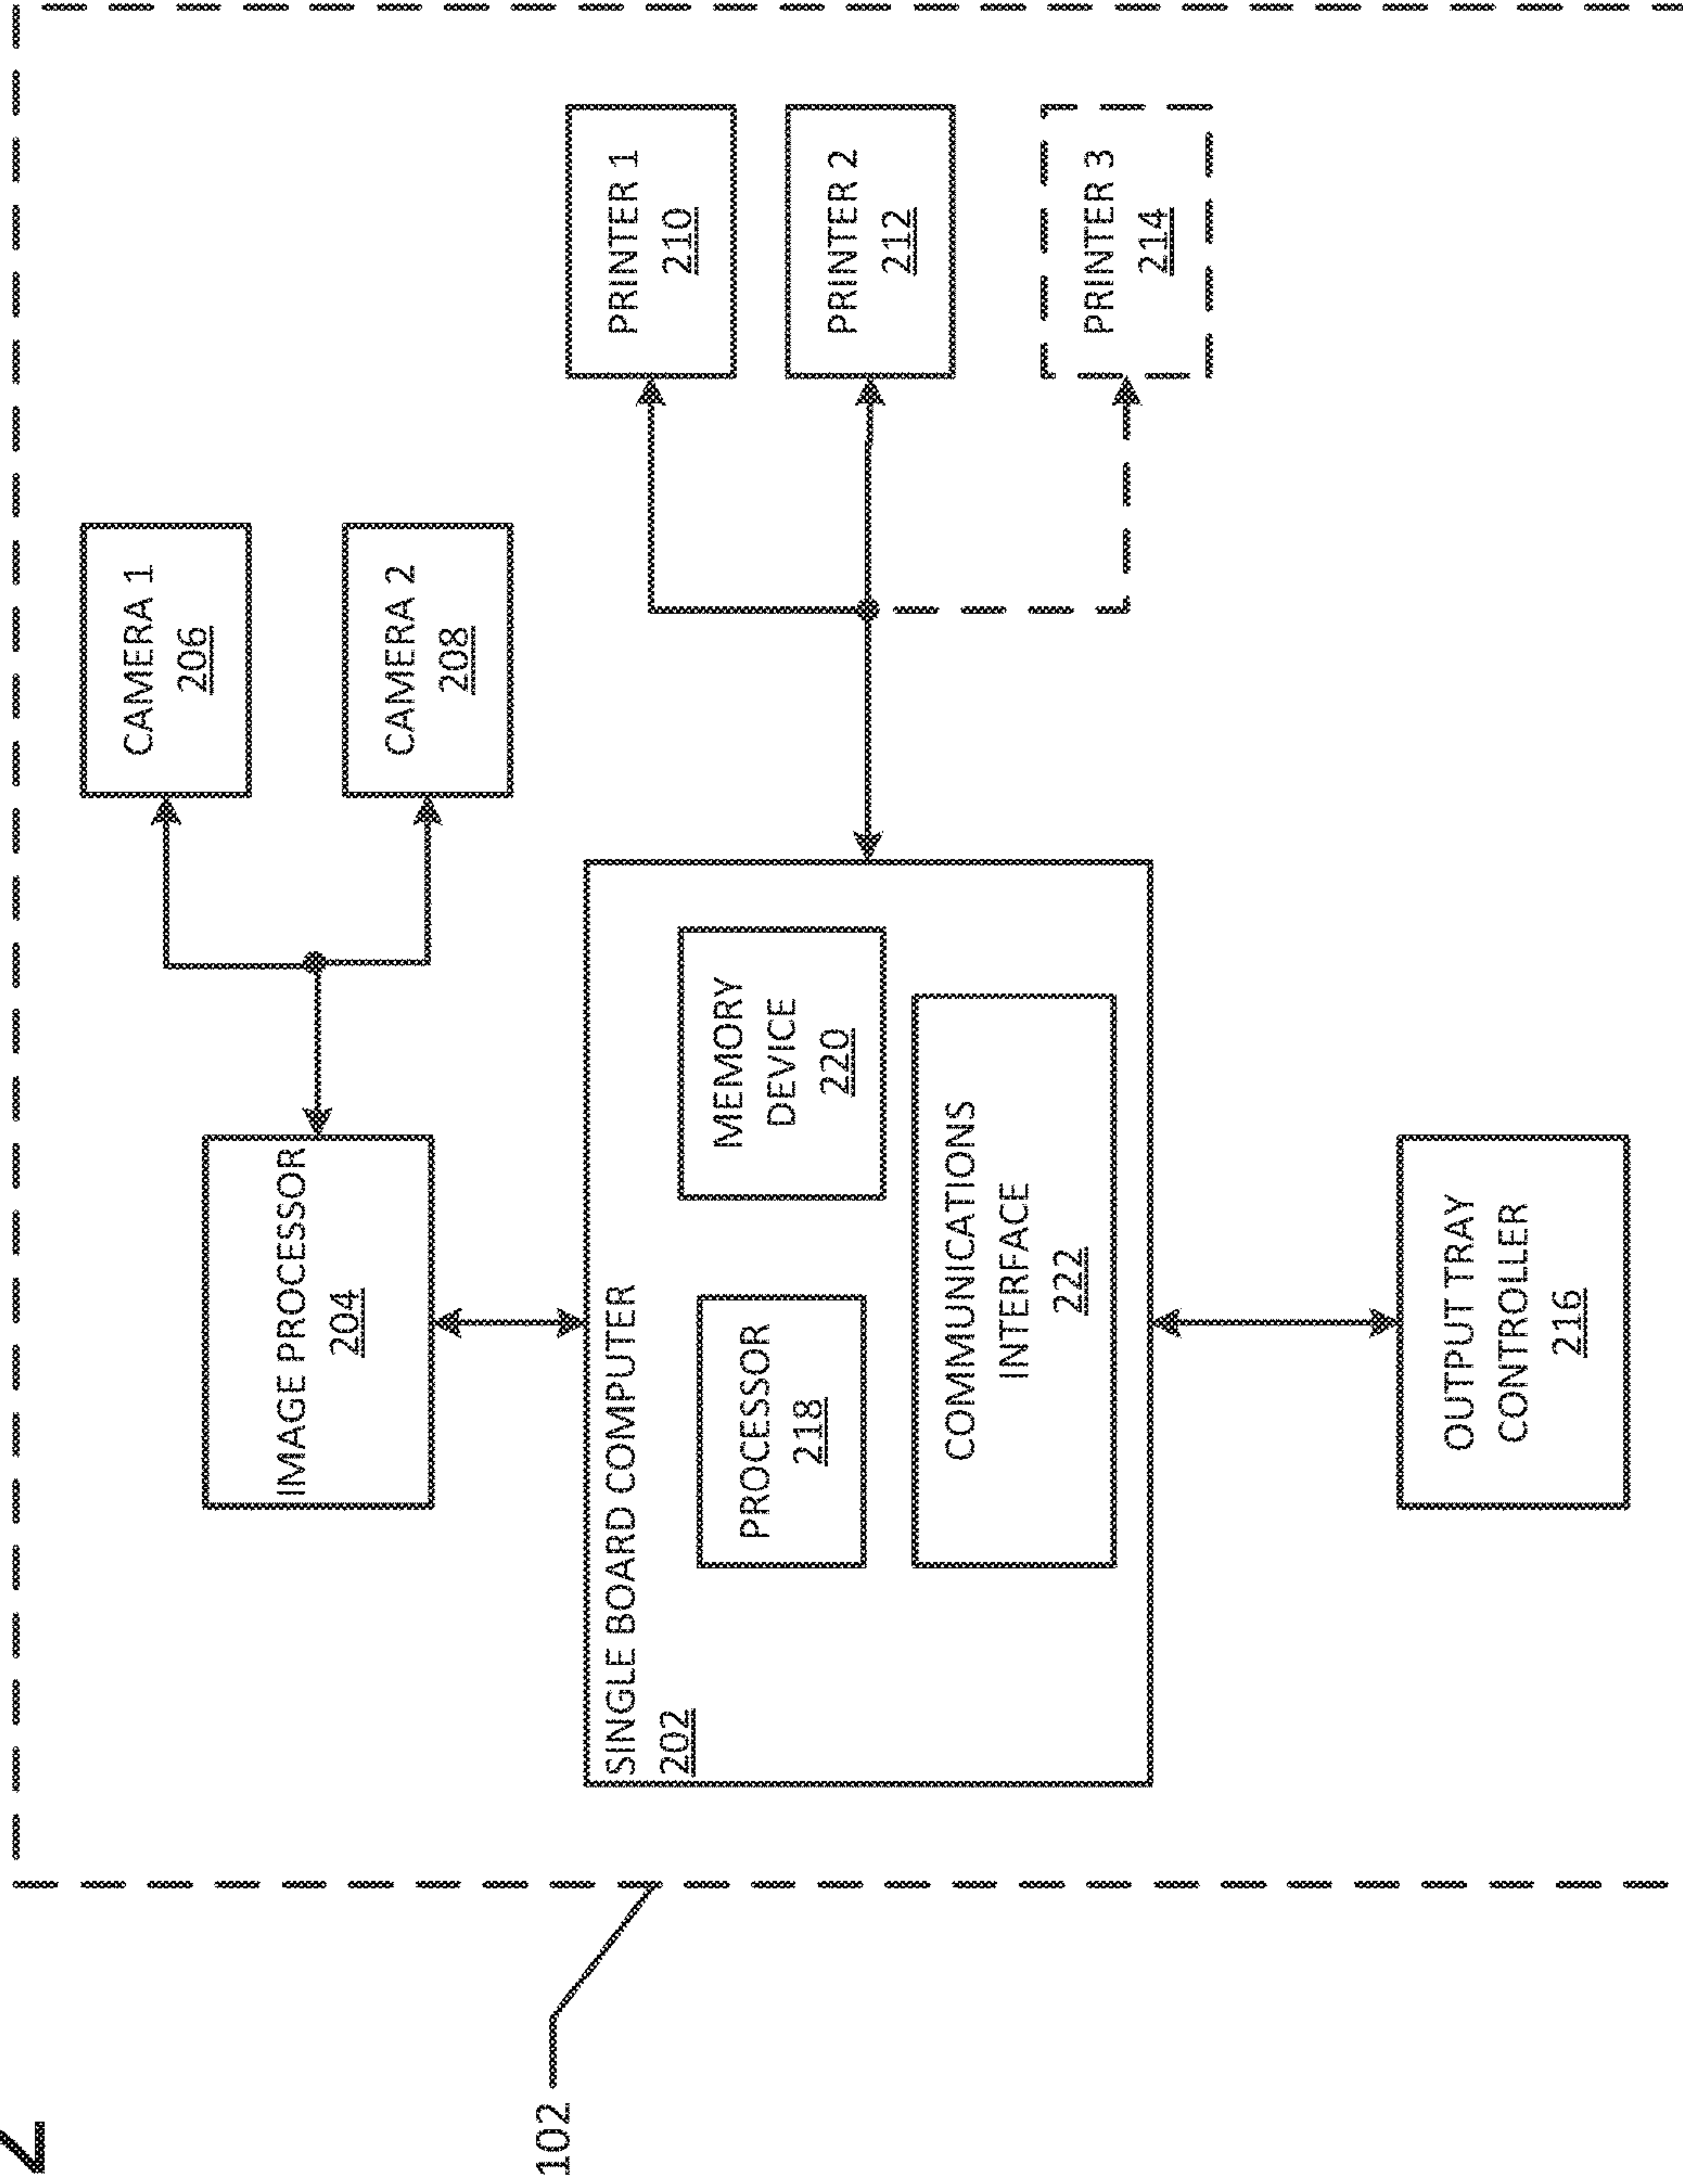 2
102
IMAGE PROCESSOR
204
CAMERA 1
206
CAMERA 2
208
SINGLE BOARD COMPUTER
202
PROCESSOR
218
MEMORY
DEVICE
220
COMMUNICATIONS
INTERFACE
222
PRINTER 1
210
PRINTER 2
212
PRINTER 3
214
OUTPUT TRAY
CONTROLLER
216